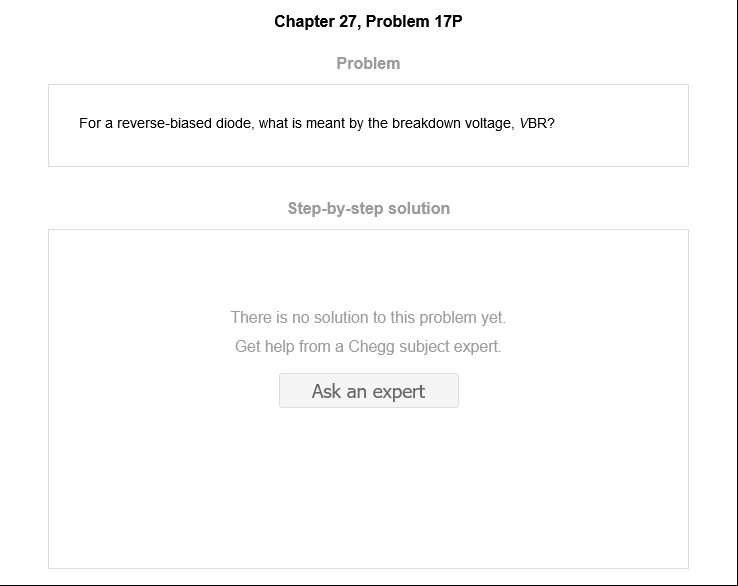 Chapter 27, Problem 17P
Problem
For a reverse-biased diode, what is meant by the breakdown voltage, VBR?
Step-by-step solution
There is no solution to this problem yet.
Get help from a Chegg subject expert.
Ask an expert